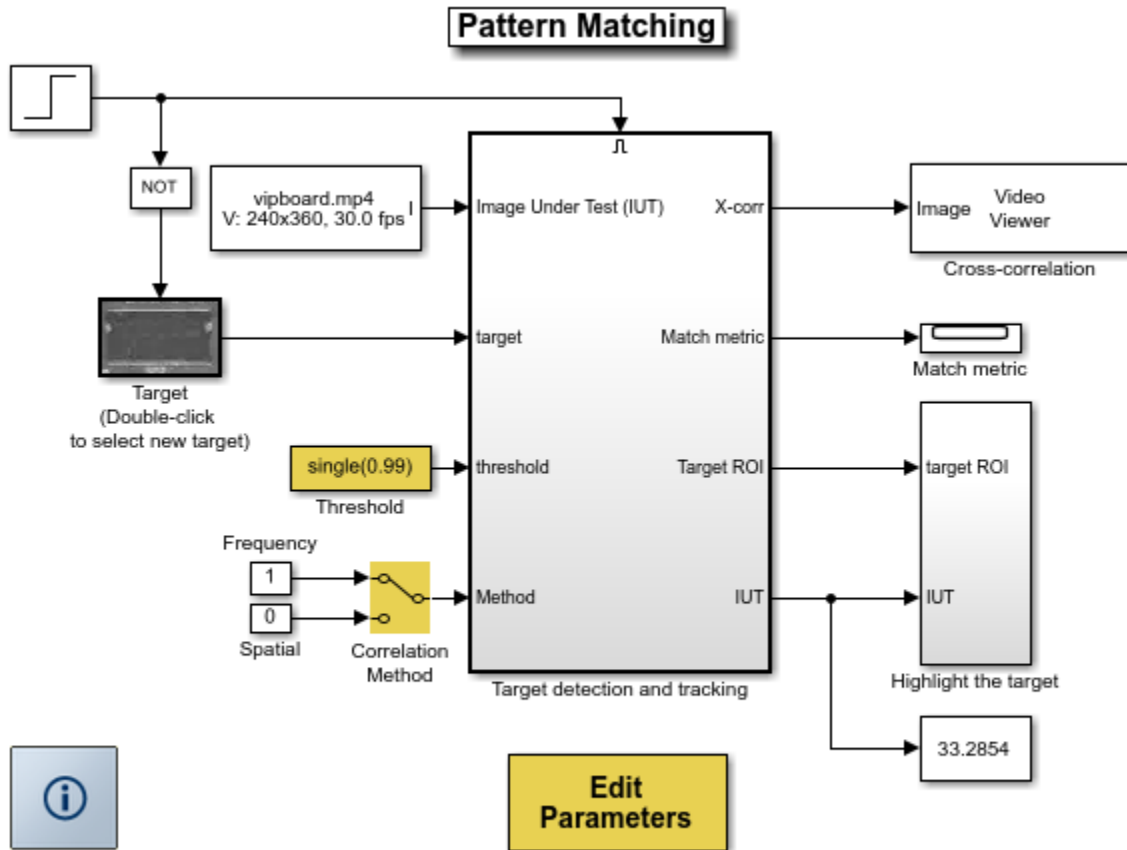 Pattern Matching
NOT
vipboard.mp4
V: 240x360, 30.0 fps
I
Image Under Test (IUT)
X-corr
Image
Video
Viewer
Cross-correlation
target
Match metric
Match metric
Target
(Double-click
to select new target)
single(0.99)
Threshold
threshold
Target ROI
target ROI
Frequency
1
0
Spatial
Correlation
Method
Method
IUT
IUT
Target detection and tracking
Highlight the target
33.2854
Edit
Parameters